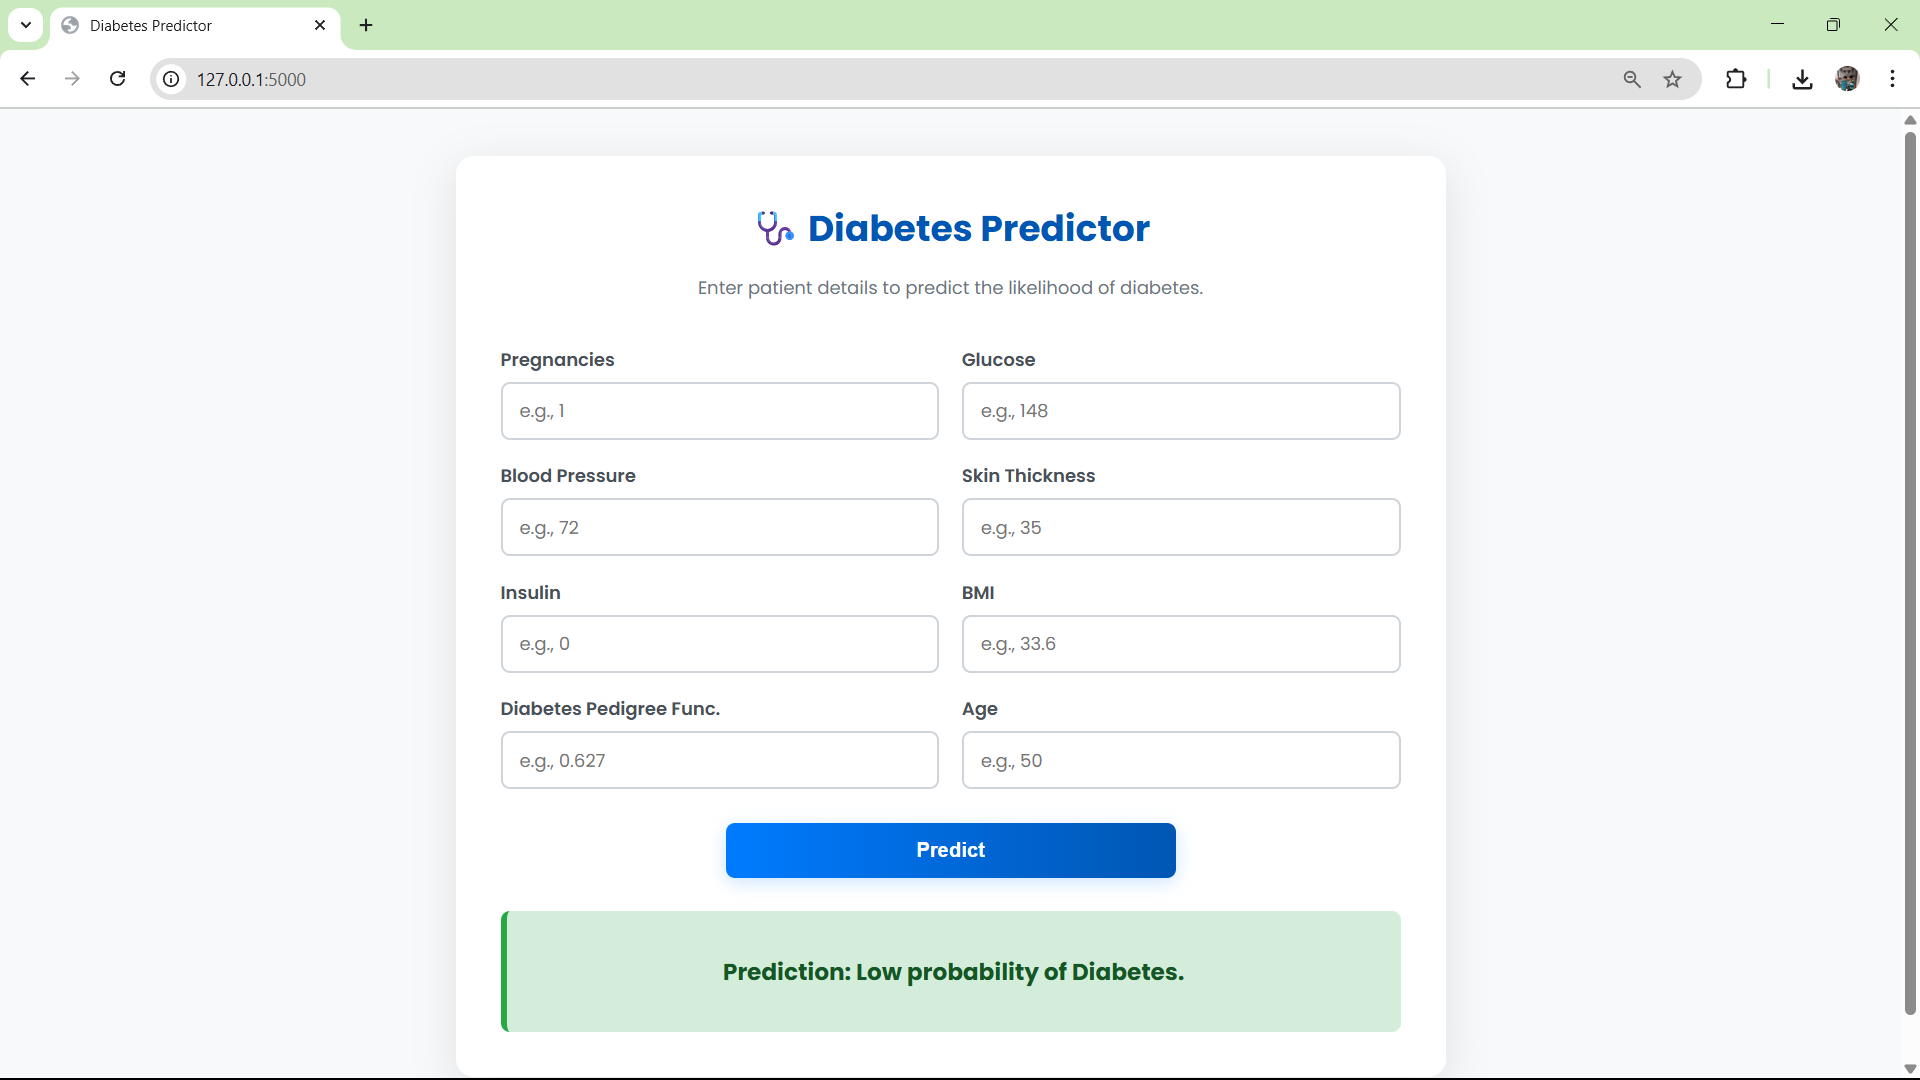 Diabetes Predictor
127.0.0.1:5000
Diabetes Predictor
Enter patient details to predict the likelihood of diabetes.
Pregnancies
Glucose
e.g., 1
e.g., 148
Blood Pressure
Skin Thickness
e.g., 72
e.g., 35
Insulin
BMI
e.g., 0
e.g., 33.6
Diabetes Pedigree Func.
Age
e.g., 0.627
e.g., 50
Predict
Prediction: Low probability of Diabetes.